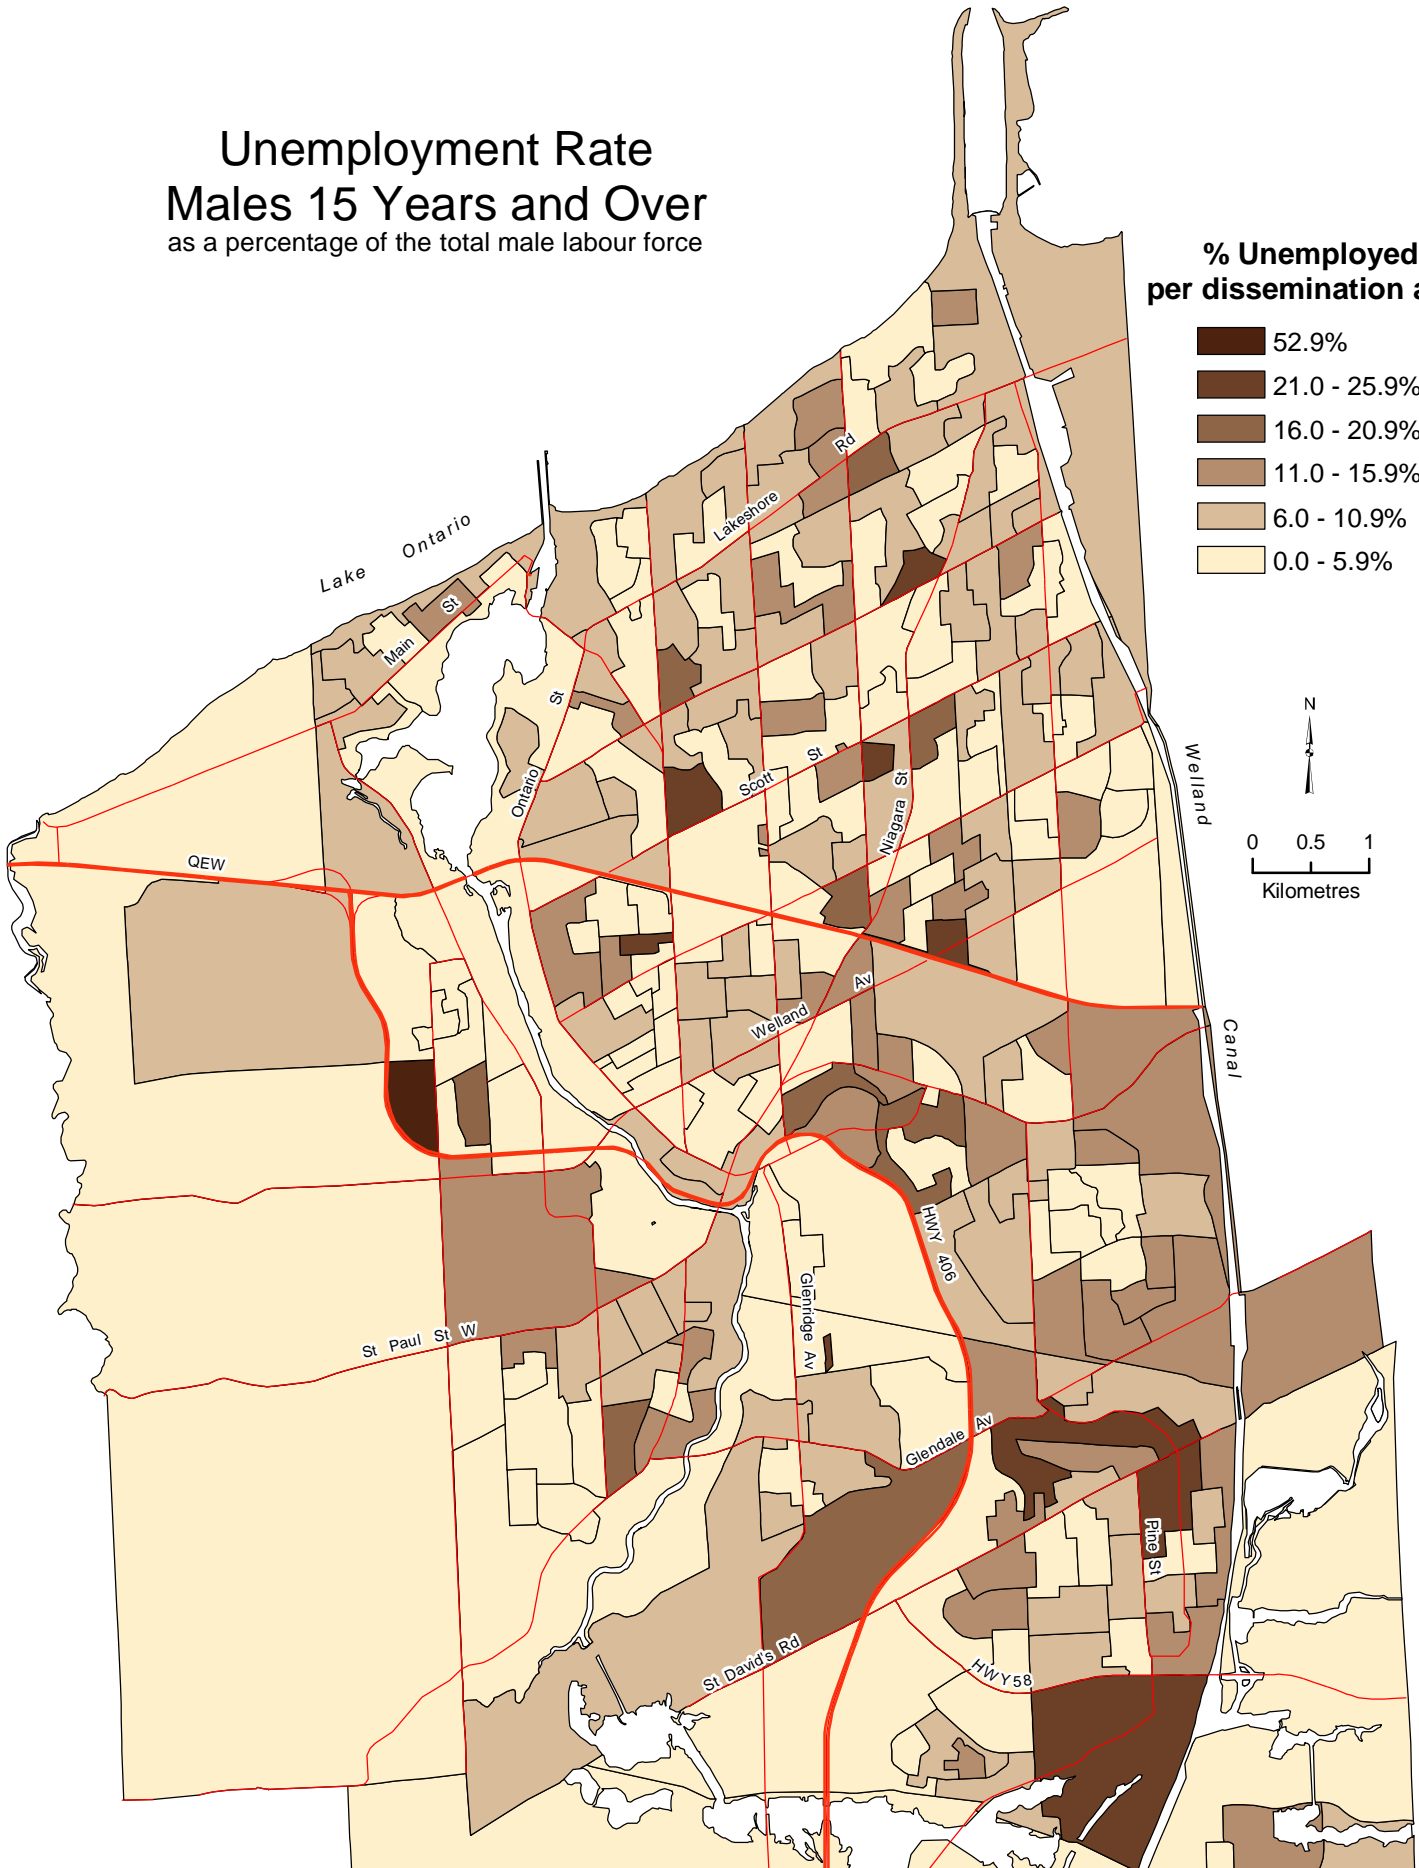 Unemployment Rate
Males 15 Years and Over
as a percentage of the total male labour force
% Unemployed
per dissemination a
52.9%
21.0 - 25.9%
16.0 - 20.9%
11.0 - 15.9%
6.0 - 10.9%
0.0 - 5.9%
N
0 0.5 1
Kilometres
Lake Ontario
Lakeshore Rd
Main St
Ontario St
Scott St
Niagara St
Welland Canal
QEW
Welland Av
HWY 406
Glenridge Av
St Paul St W
Glendale Av
Pine St
St David's Rd
HWY58